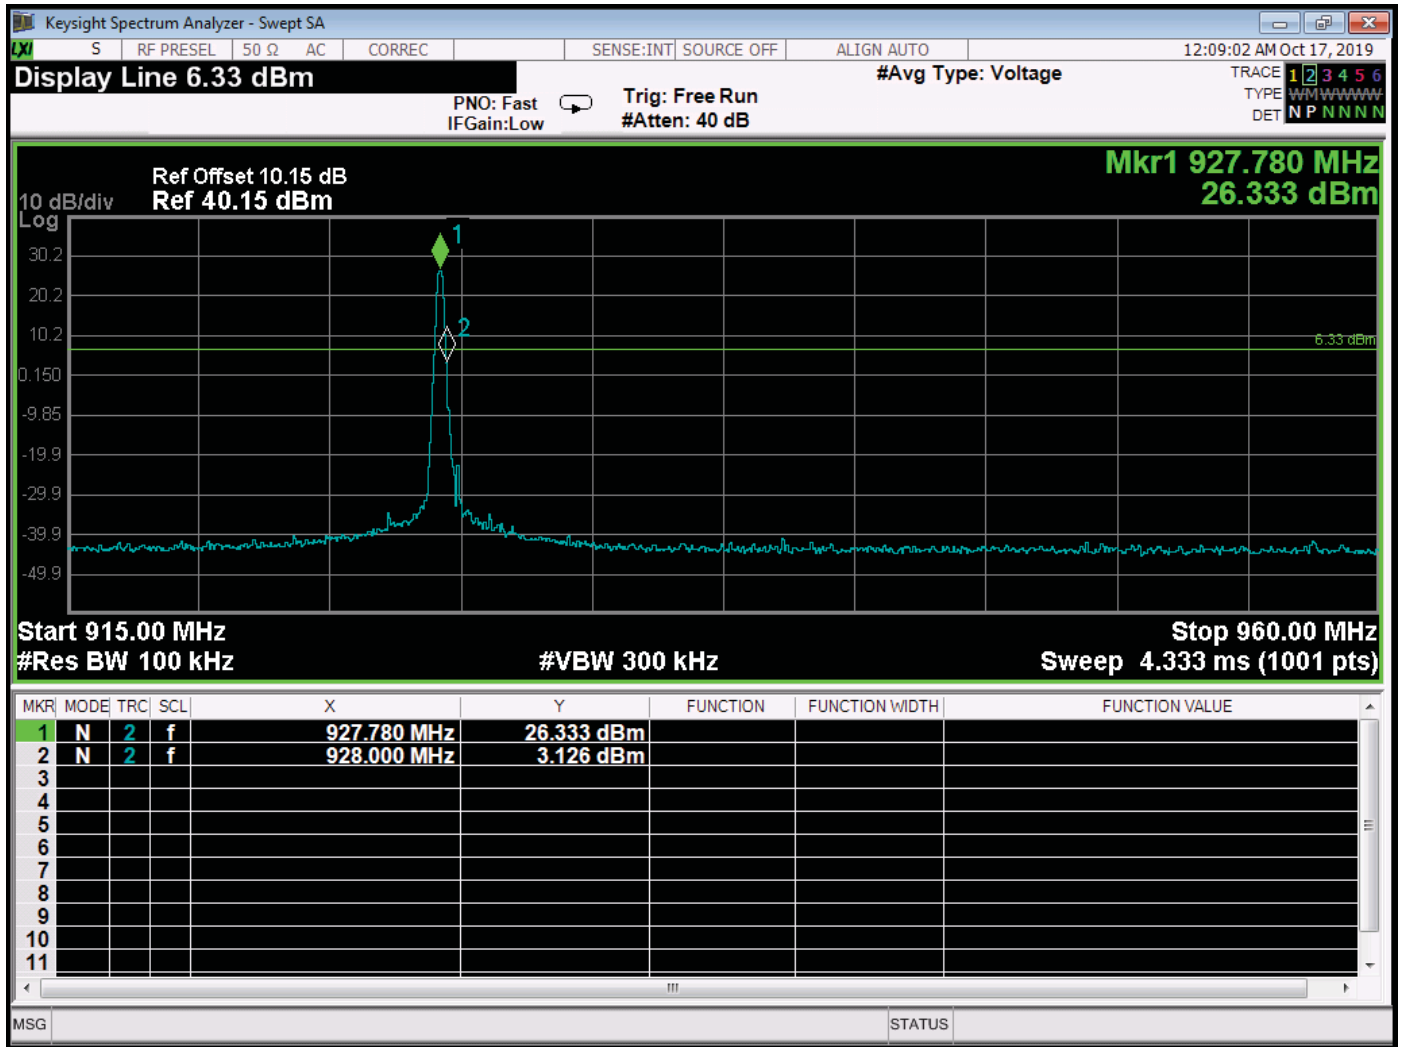 Keysight Spectrum Analyzer - Swept SA
LXI S RF PRESEL 50 Ω AC CORREC SENSE:INT SOURCE OFF ALIGN AUTO 12:09:02 AM Oct 17, 2019
Display Line 6.33 dBm
PNO: Fast
IFGain:Low
Trig: Free Run
#Atten: 40 dB
#Avg Type: Voltage
TRACE 1 2 3 4 5 6
TYPE WMWWWW
DET N P N N N N
Mkr1 927.780 MHz
26.333 dBm
Ref Offset 10.15 dB
10 dB/div Ref 40.15 dBm
Log
1
30.2
20.2
10.2
2
6.33 dBm
0.150
-9.85
-19.9
-29.9
-39.9
-49.9
Start 915.00 MHz Stop 960.00 MHz
#Res BW 100 kHz #VBW 300 kHz Sweep 4.333 ms (1001 pts)
MKR MODE TRC SCL X Y FUNCTION FUNCTION WIDTH FUNCTION VALUE
1 N 2 f 927.780 MHz 26.333 dBm
2 N 2 f 928.000 MHz 3.126 dBm
3
4
5
6
7
8
9
10
11
MSG STATUS